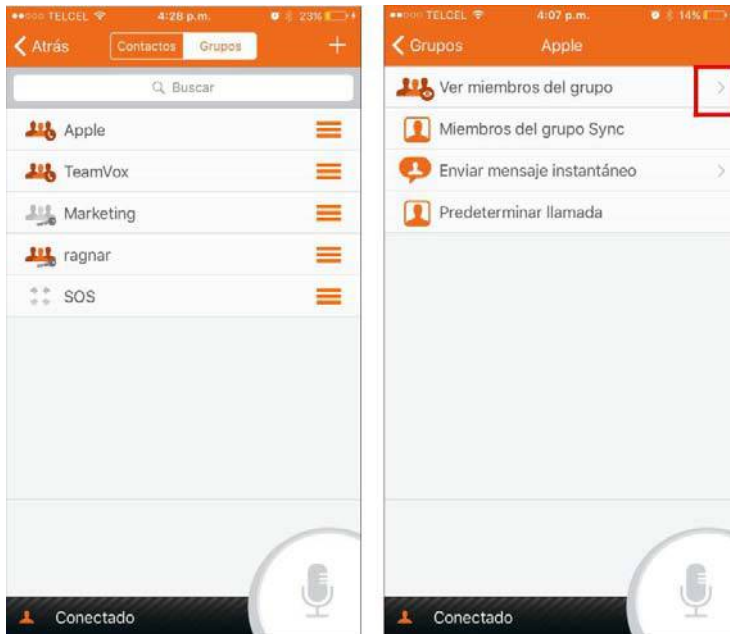 TELCEL 4:28 p.m. 23%
Atrás Contactos Grupos +
Buscar
Apple
TeamVox
Marketing
ragnar
SOS
Conectado
TELCEL 4:07 p.m. 14%
Grupos Apple
Ver miembros del grupo
Miembros del grupo Sync
Enviar mensaje instantáneo
Predeterminar llamada
Conectado